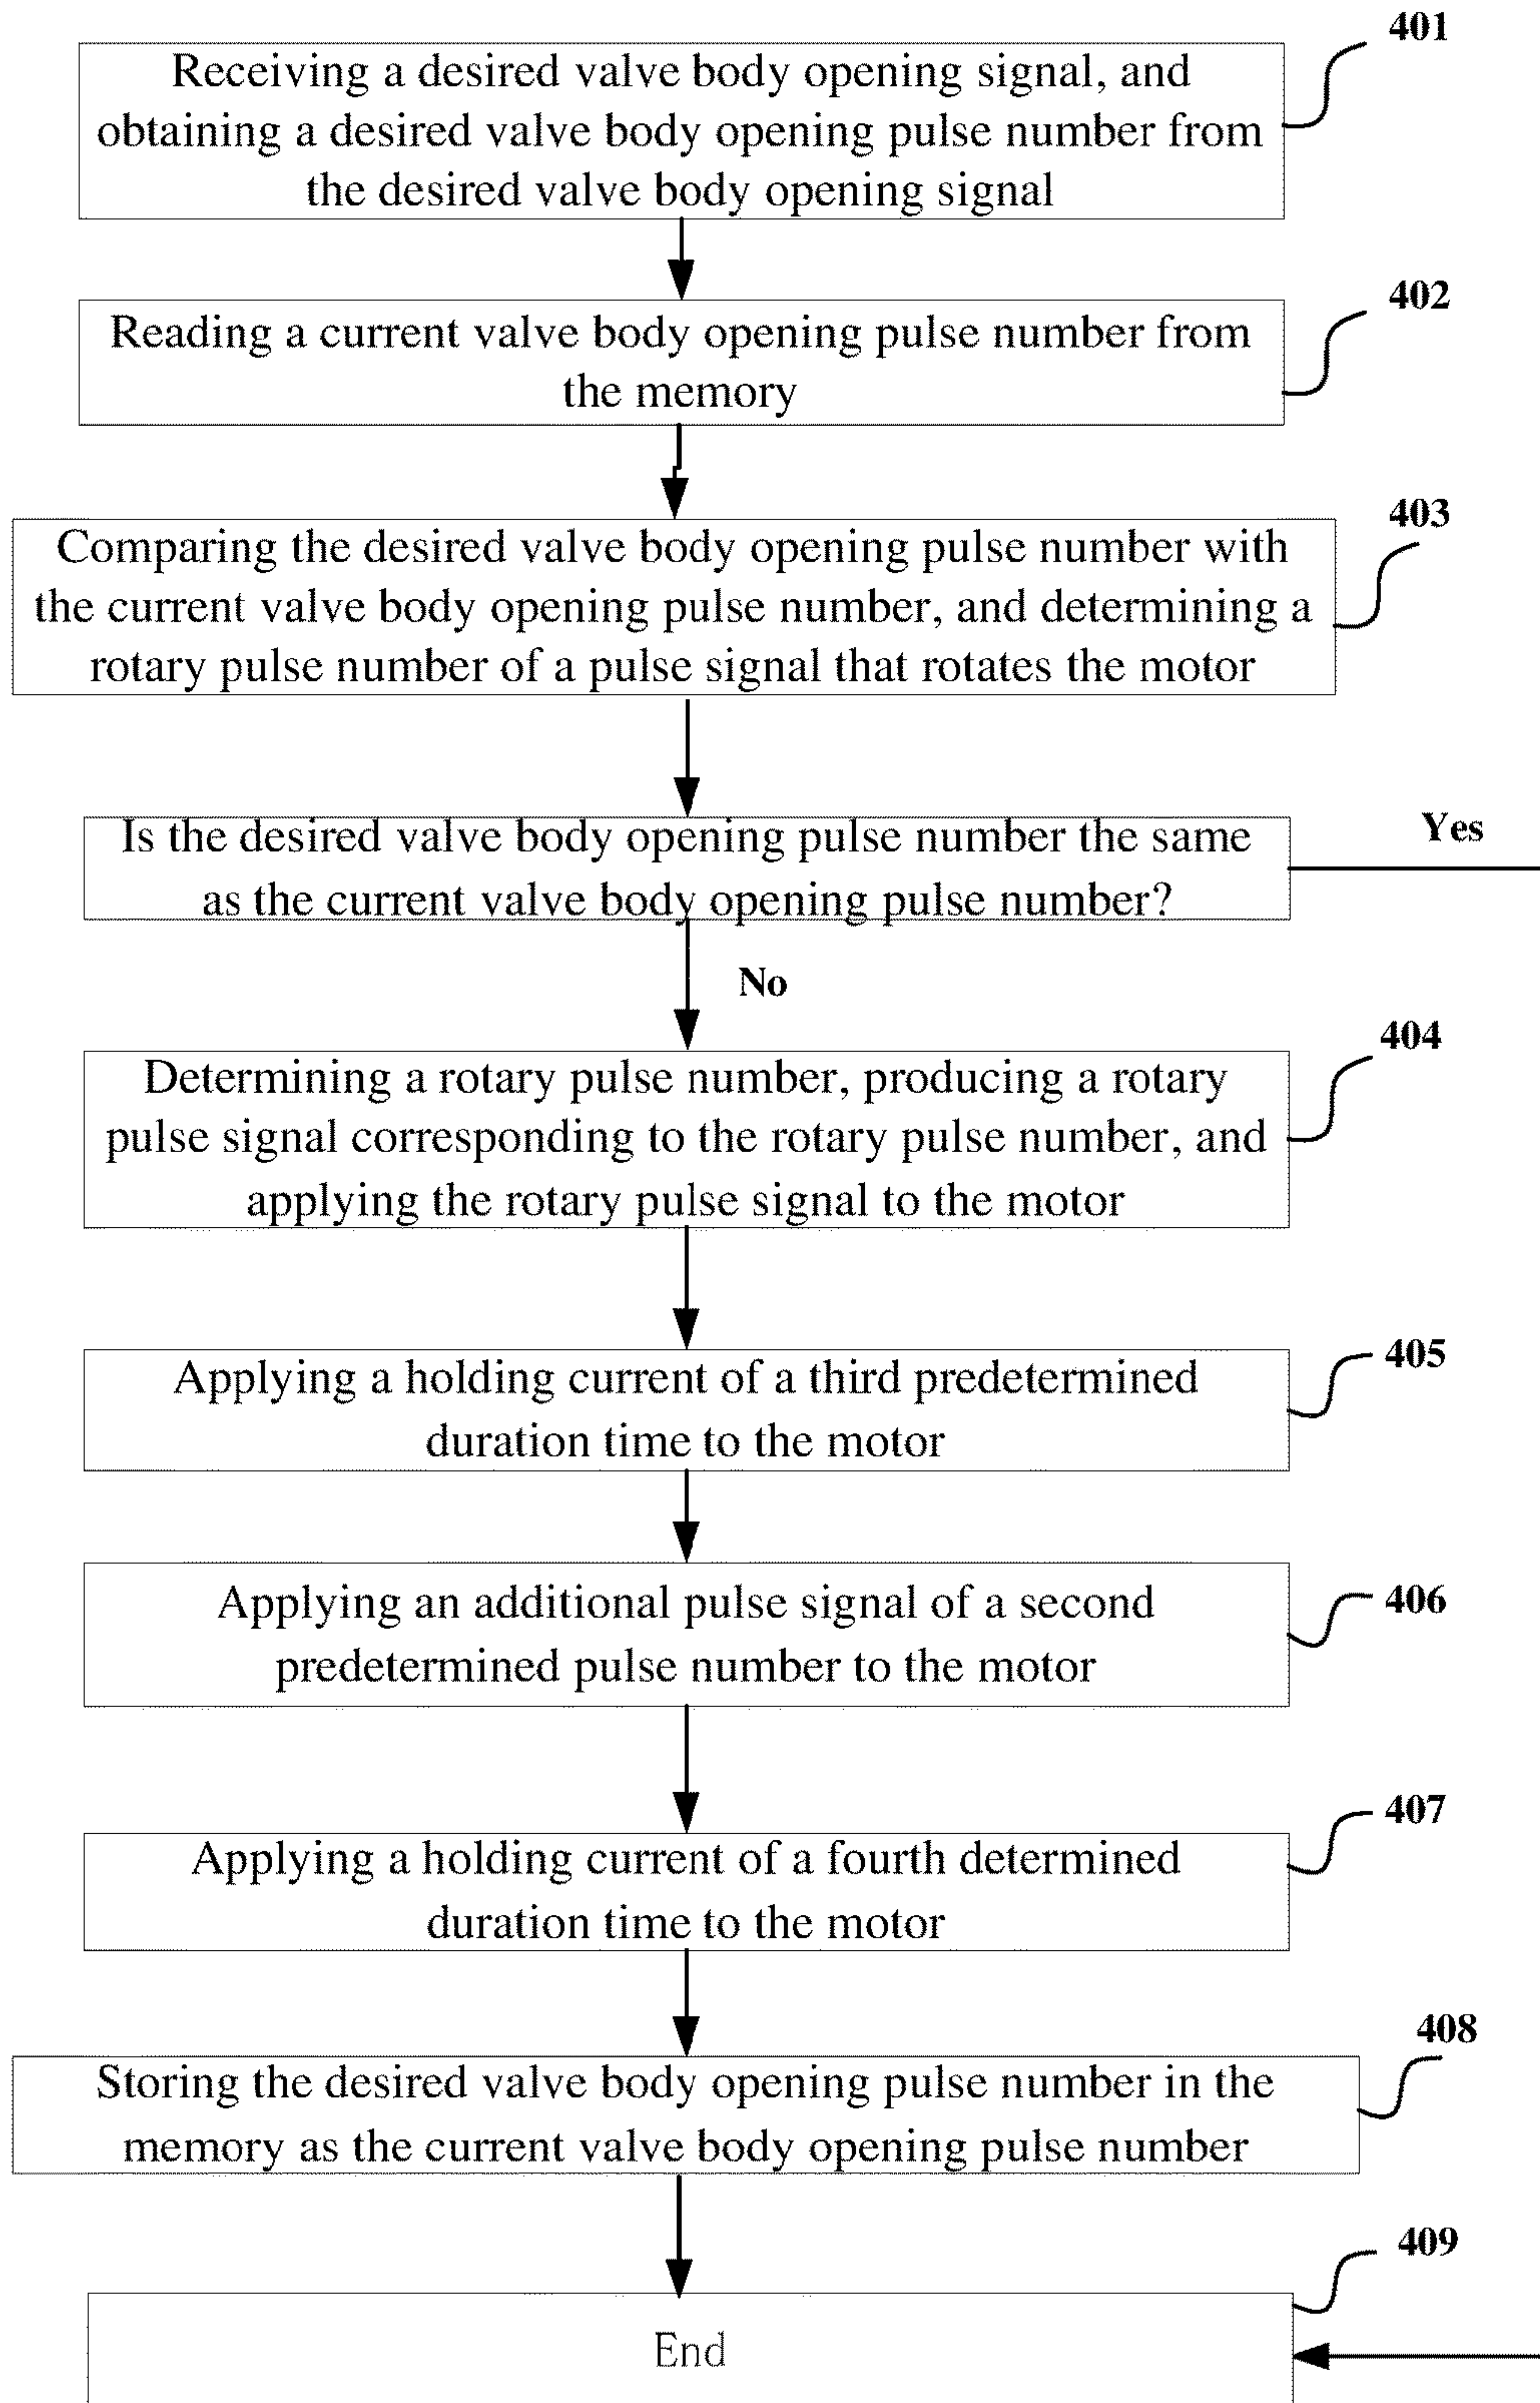 401
Receiving a desired valve body opening signal, and
obtaining a desired valve body opening pulse number from
the desired valve body opening signal
402
Reading a current valve body opening pulse number from
the memory
403
Comparing the desired valve body opening pulse number with
the current valve body opening pulse number, and determining a
rotary pulse number of a pulse signal that rotates the motor
Is the desired valve body opening pulse number the same
as the current valve body opening pulse number?
Yes
No
404
Determining a rotary pulse number, producing a rotary
pulse signal corresponding to the rotary pulse number, and
applying the rotary pulse signal to the motor
405
Applying a holding current of a third predetermined
duration time to the motor
406
Applying an additional pulse signal of a second
predetermined pulse number to the motor
407
Applying a holding current of a fourth determined
duration time to the motor
408
Storing the desired valve body opening pulse number in the
memory as the current valve body opening pulse number
409
End